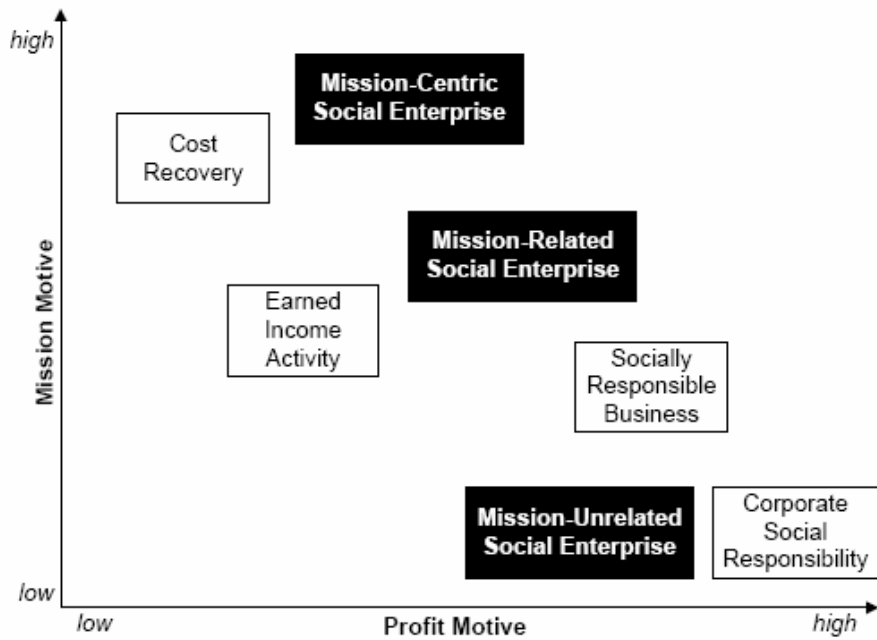 high
Mission-Centric
Social Enterprise
Cost
Recovery
Mission-Related
Social Enterprise
Earned
Income
Activity
Socially
Responsible
Business
Mission Motive
Mission-Unrelated
Social Enterprise
Corporate
Social
Responsibility
low
low
Profit Motive
high